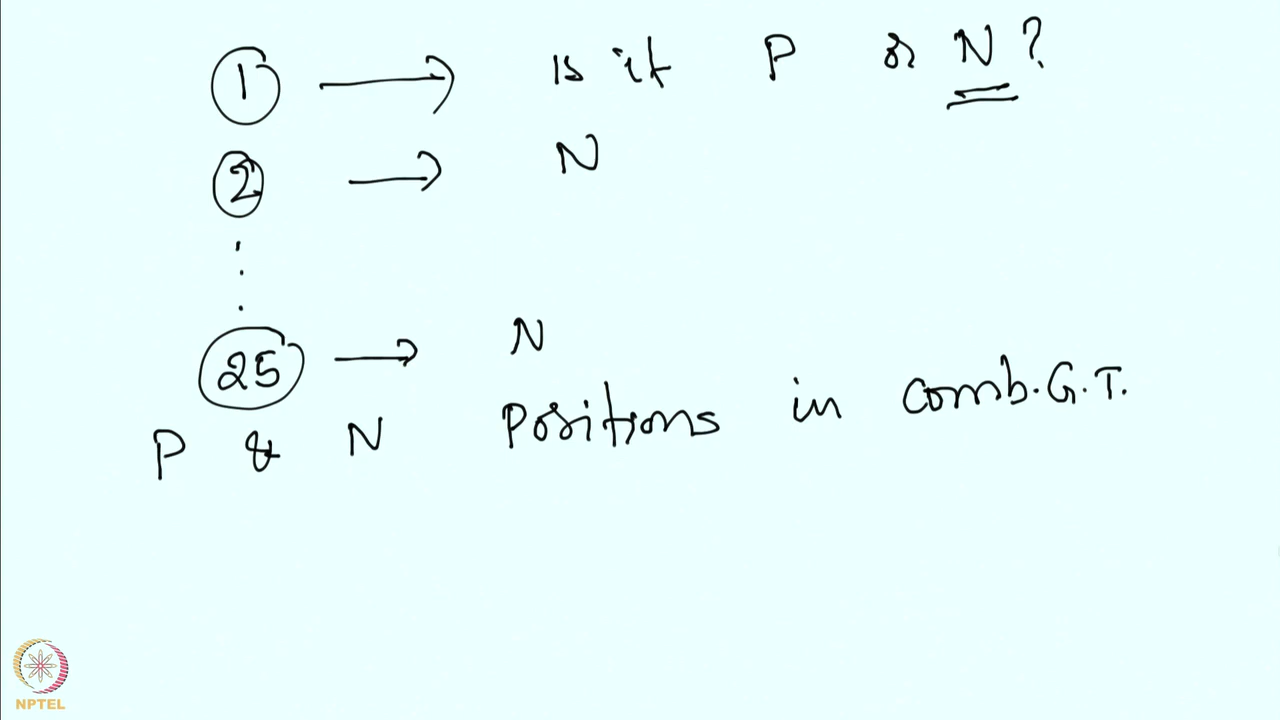 1 → Is it P or N?
2 → N
⋮
25 → N
P & N Positions in Comb. G. T.
NPTEL